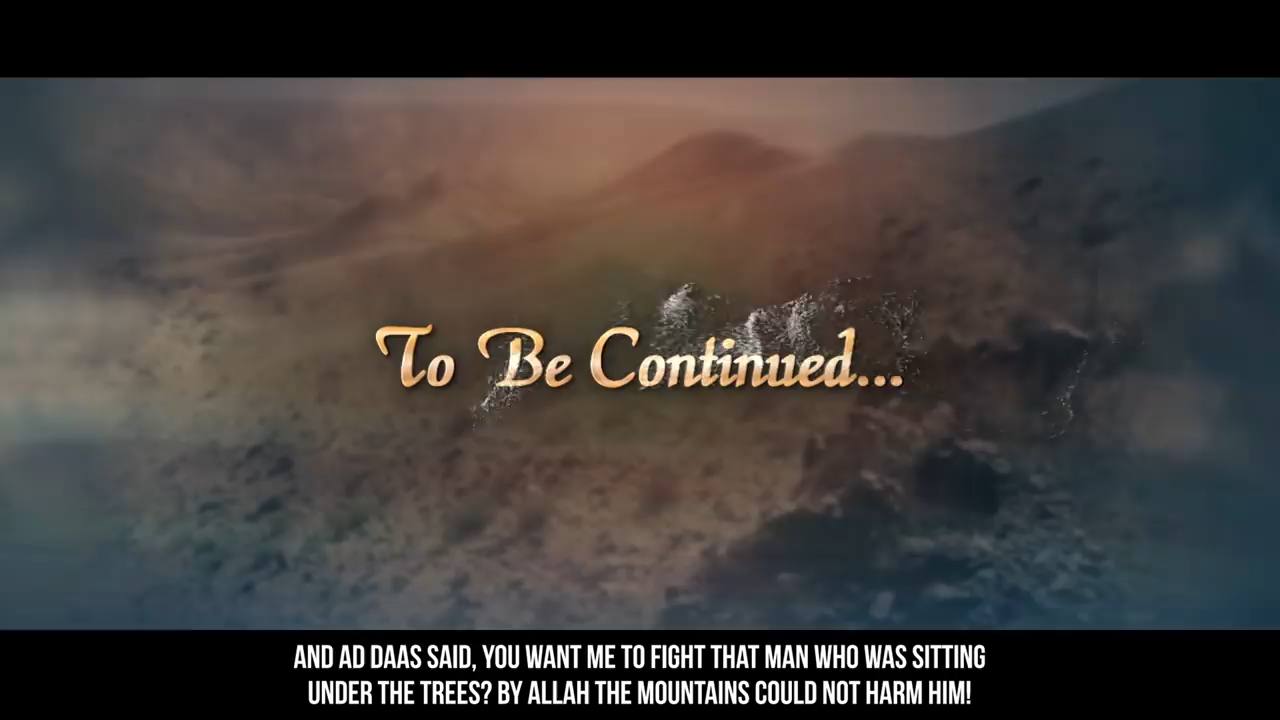 To Be Continued...
AND AD DAAS SAID, YOU WANT ME TO FIGHT THAT MAN WHO WAS SITTING
UNDER THE TREES? BY ALLAH THE MOUNTAINS COULD NOT HARM HIM!